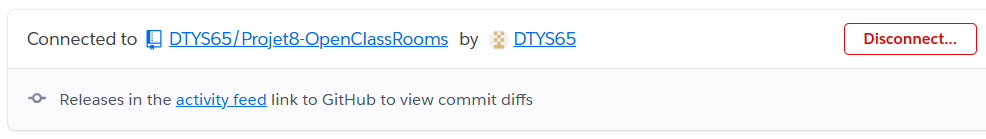 Connected to DTYS65/Projet8-OpenClassRooms by DTYS65 Disconnect...
Releases in the activity feed link to GitHub to view commit diffs